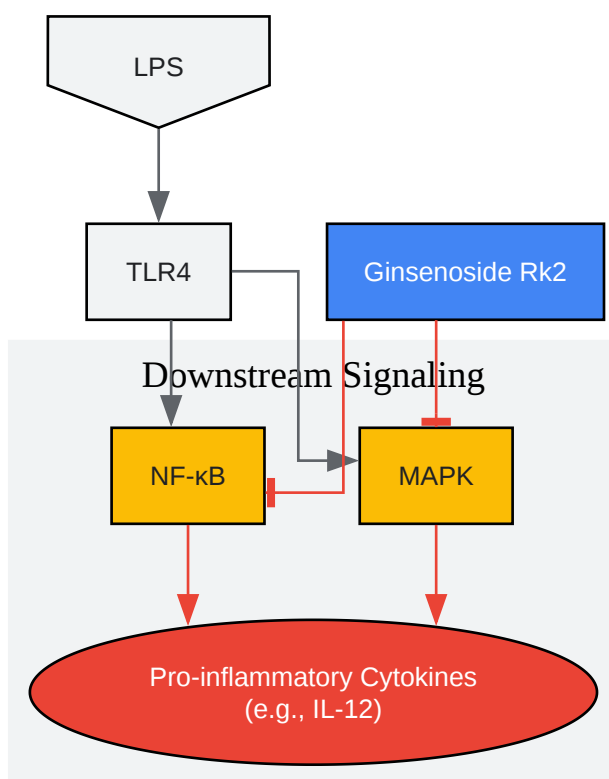 LPS
TLR4
Ginsenoside Rk2
Downstream Signaling
NF-κB
MAPK
Pro-inflammatory Cytokines
(e.g., IL-12)